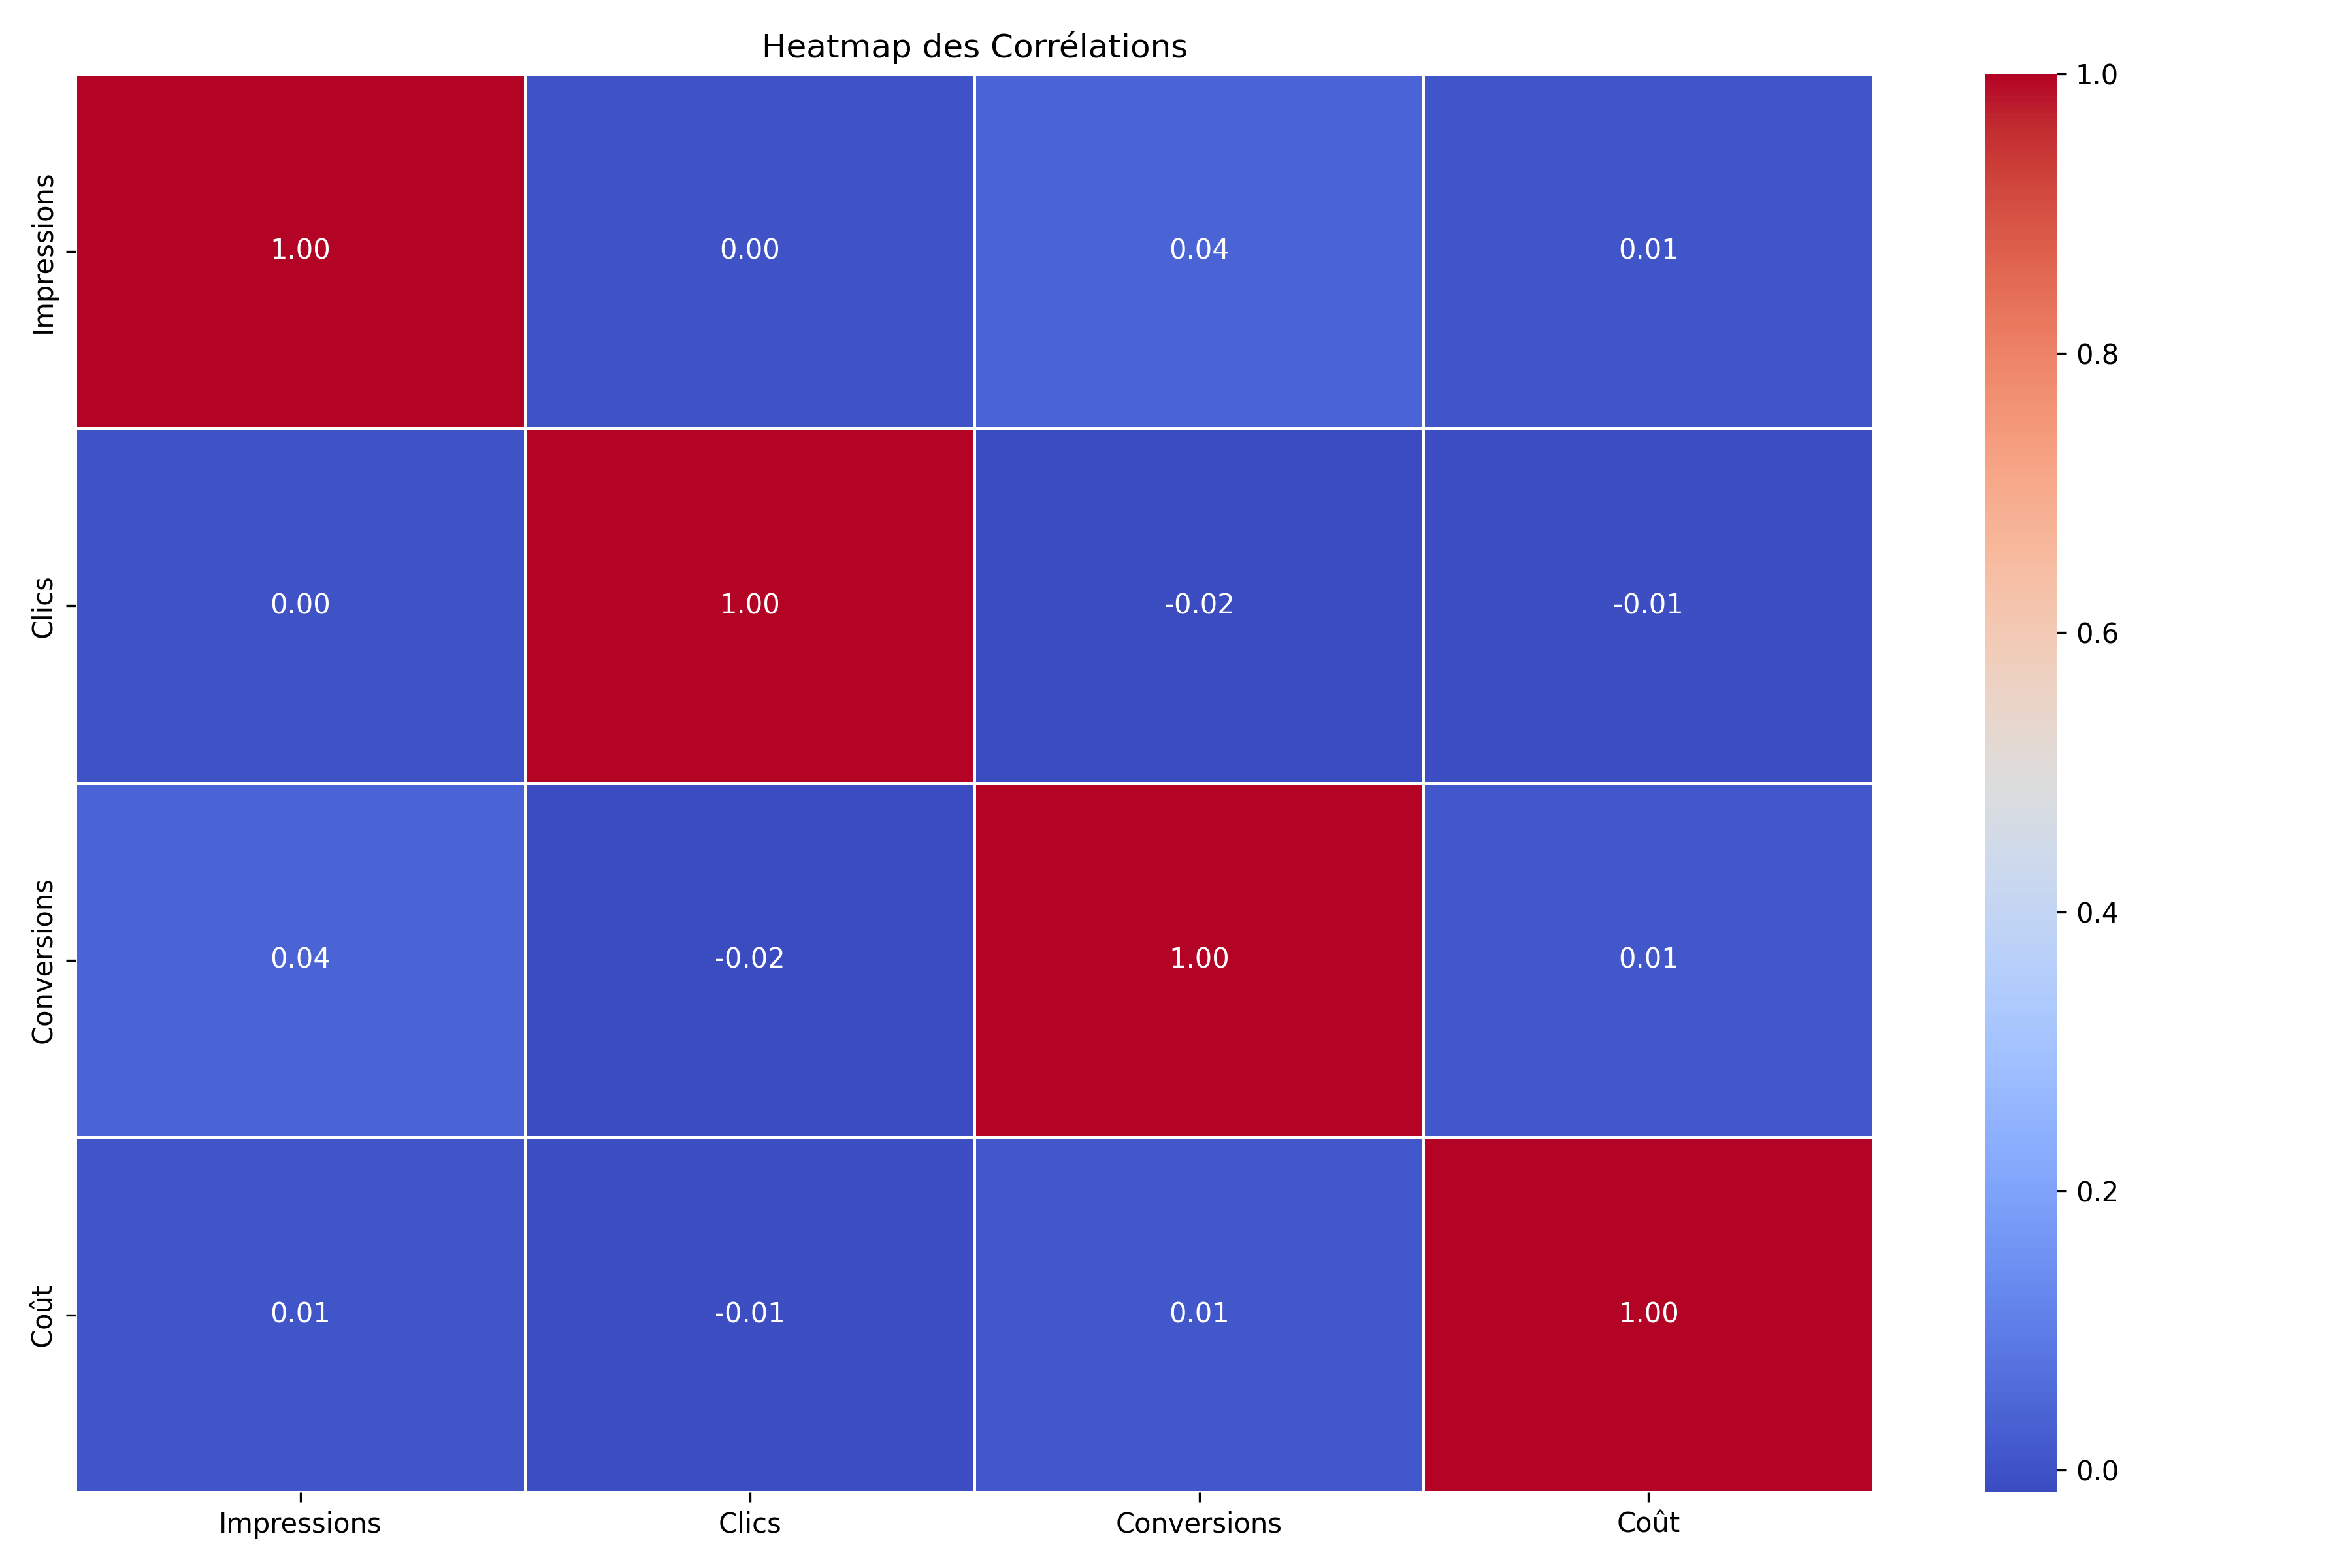 Heatmap des Corrélations
Impressions
1.00 0.00 0.04 0.01
Clics
0.00 1.00 -0.02 -0.01
Conversions
0.04 -0.02 1.00 0.01
Coût
0.01 -0.01 0.01 1.00
Impressions Clics Conversions Coût
1.0
0.8
0.6
0.4
0.2
0.0